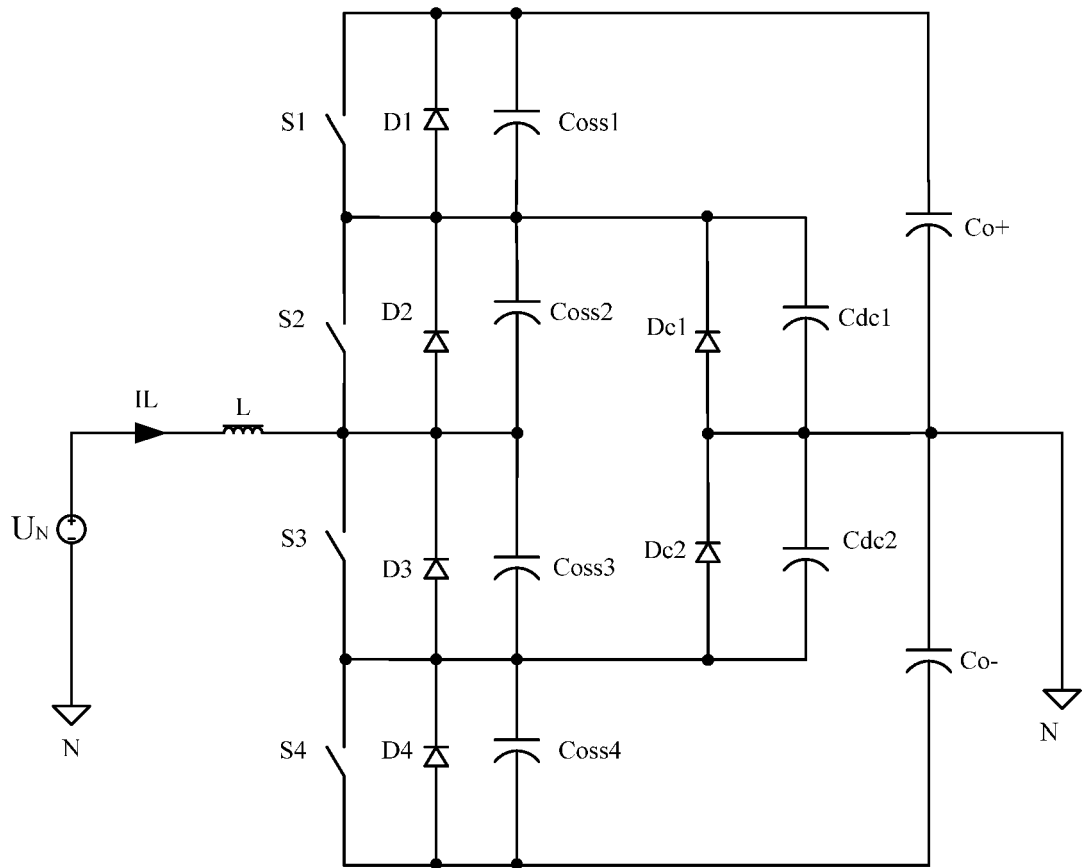 S1
D1
Coss1
Co+
S2
D2
Coss2
Dc1
Cdc1
IL
L
UN
S3
D3
Coss3
Dc2
Cdc2
Co-
N
N
S4
D4
Coss4